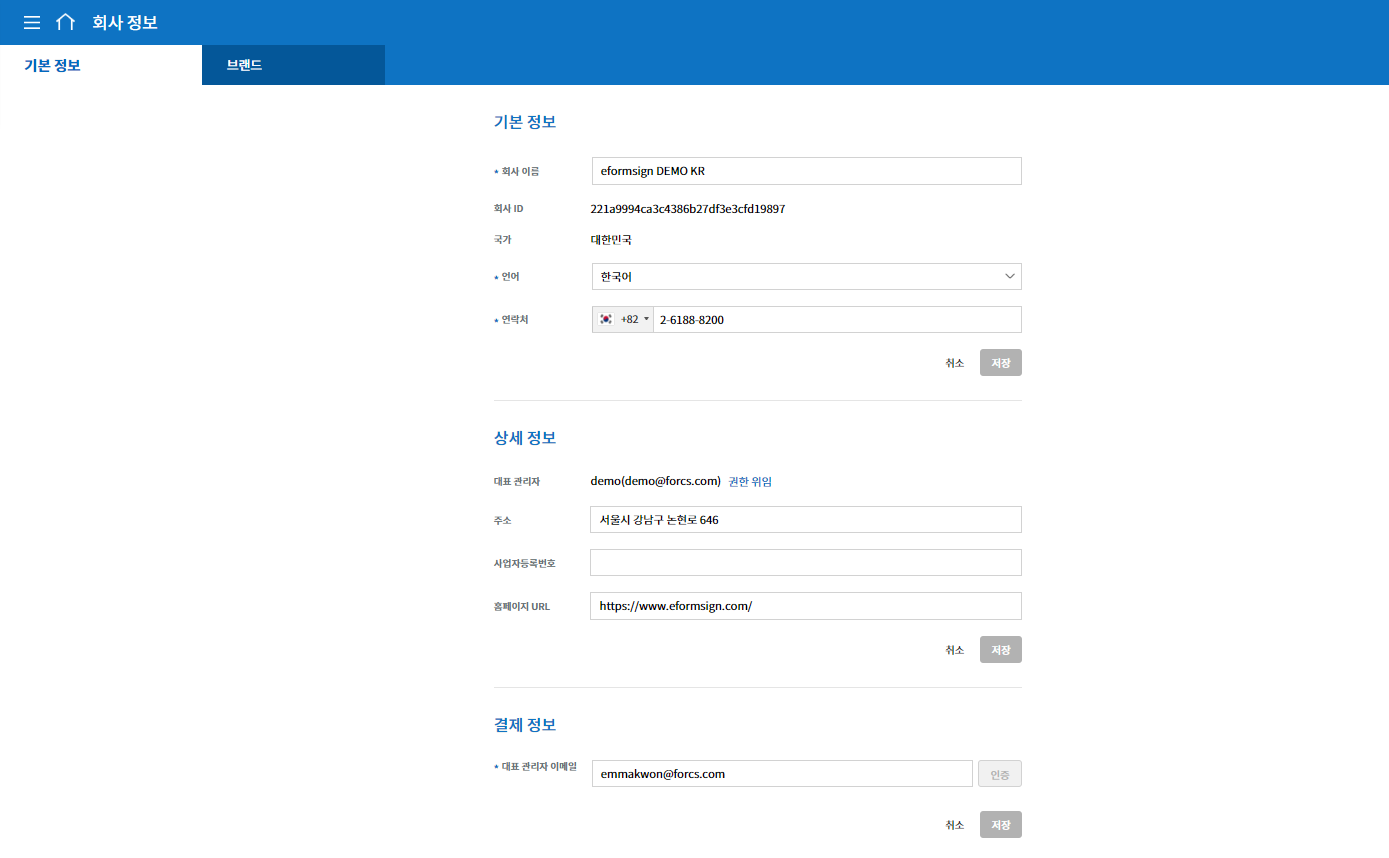 회사 정보
기본 정보
브랜드
기본 정보
* 회사 이름 eformsign DEMO KR
회사 ID 221a9994ca3c4386b27df3e3cfd19897
국가 대한민국
* 언어 한국어
* 연락처 +82 2-6188-8200
취소 저장
상세 정보
대표 관리자 demo(demo@forcs.com) 권한 위임
주소 서울시 강남구 논현로 646
사업자등록번호
홈페이지 URL https://www.eformsign.com/
취소 저장
결제 정보
* 대표 관리자 이메일 emmakwon@forcs.com 인증
취소 저장